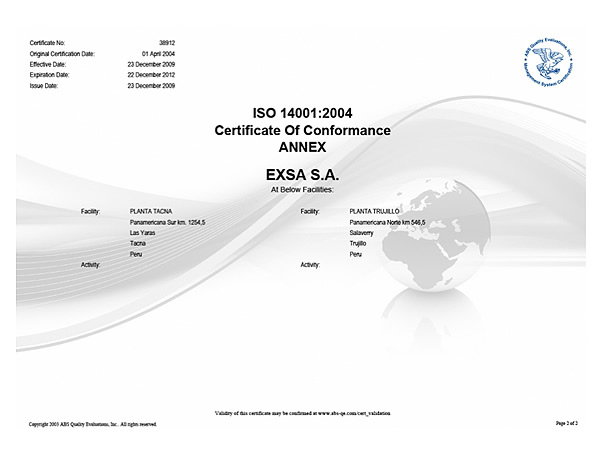 Certificate No: 38912
Original Certification Date: 01 April 2004
Effective Date: 23 December 2009
Expiration Date: 22 December 2012
Issue Date: 23 December 2009
ABS Quality Evaluations, Inc.
Management System Certification
ISO 14001:2004
Certificate Of Conformance
ANNEX
EXSA S.A.
At Below Facilities:
Facility: PLANTA TACNA
Panamericana Sur km. 1254,5
Las Yaras
Tacna
Peru
Activity:
Facility: PLANTA TRUJILLO
Panamericana Norte km 546,5
Salaverry
Trujillo
Peru
Activity:
Validity of this certificate may be confirmed at www.abs-qe.com/cert_validation
Copyright 2003 ABS Quality Evaluations, Inc. All rights reserved.
Page 2 of 2